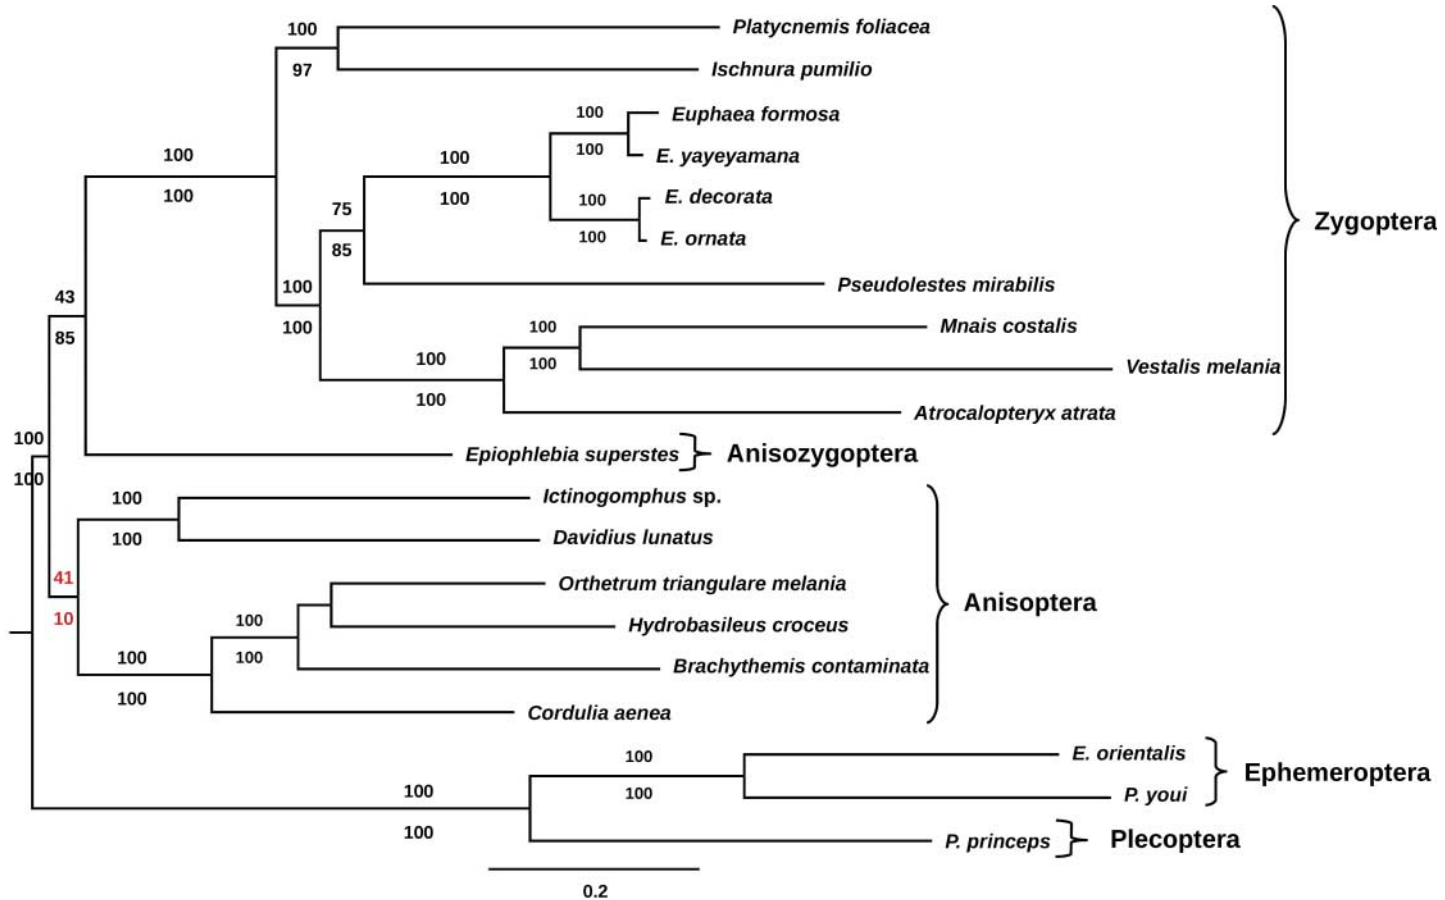 100
Platycnemis foliacea
97
Ischnura pumilio
100
Euphaea formosa
100
100
100
E. yayeyamana
100
100
100
E. decorata
75
100
E. ornata
85
Zygoptera
100
Pseudolestes mirabilis
43
100
100
Mnais costalis
85
100
100
Vestalis melania
100
Atrocalopteryx atrata
100
Epiophlebia superstes
Anisozygoptera
100
100
Ictinogomphus sp.
100
Davidius lunatus
41
Orthetrum triangulare melania
Anisoptera
10
100
Hydrobasileus croceus
100
100
Brachythemis contaminata
100
Cordulia aenea
100
E. orientalis
Ephemeroptera
100
100
P. youi
100
P. princeps
Plecoptera
0.2